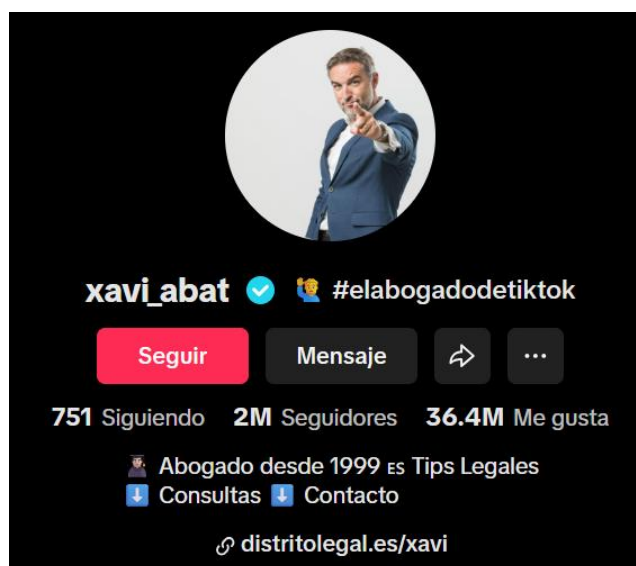 xavi_abat #elabogadodetiktok
Seguir Mensaje ...
751 Siguiendo 2M Seguidores 36.4M Me gusta
Abogado desde 1999 ES Tips Legales
Consultas Contacto
distritolegal.es/xavi